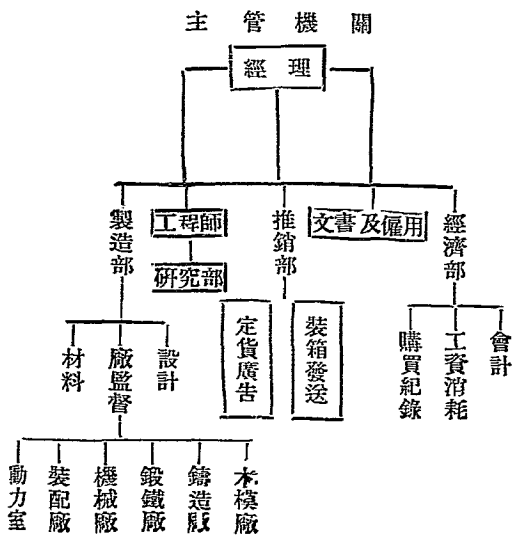 主管機關
經理
製造部
工程師
推銷部
文書及僱用
經濟部
研究部
材料
廠監督
設計
定貨廣告
裝箱發送
購買紀錄
工資消耗
會計
動力室
裝配廠
機械廠
鍛鐵廠
鑄造厰
木模廠